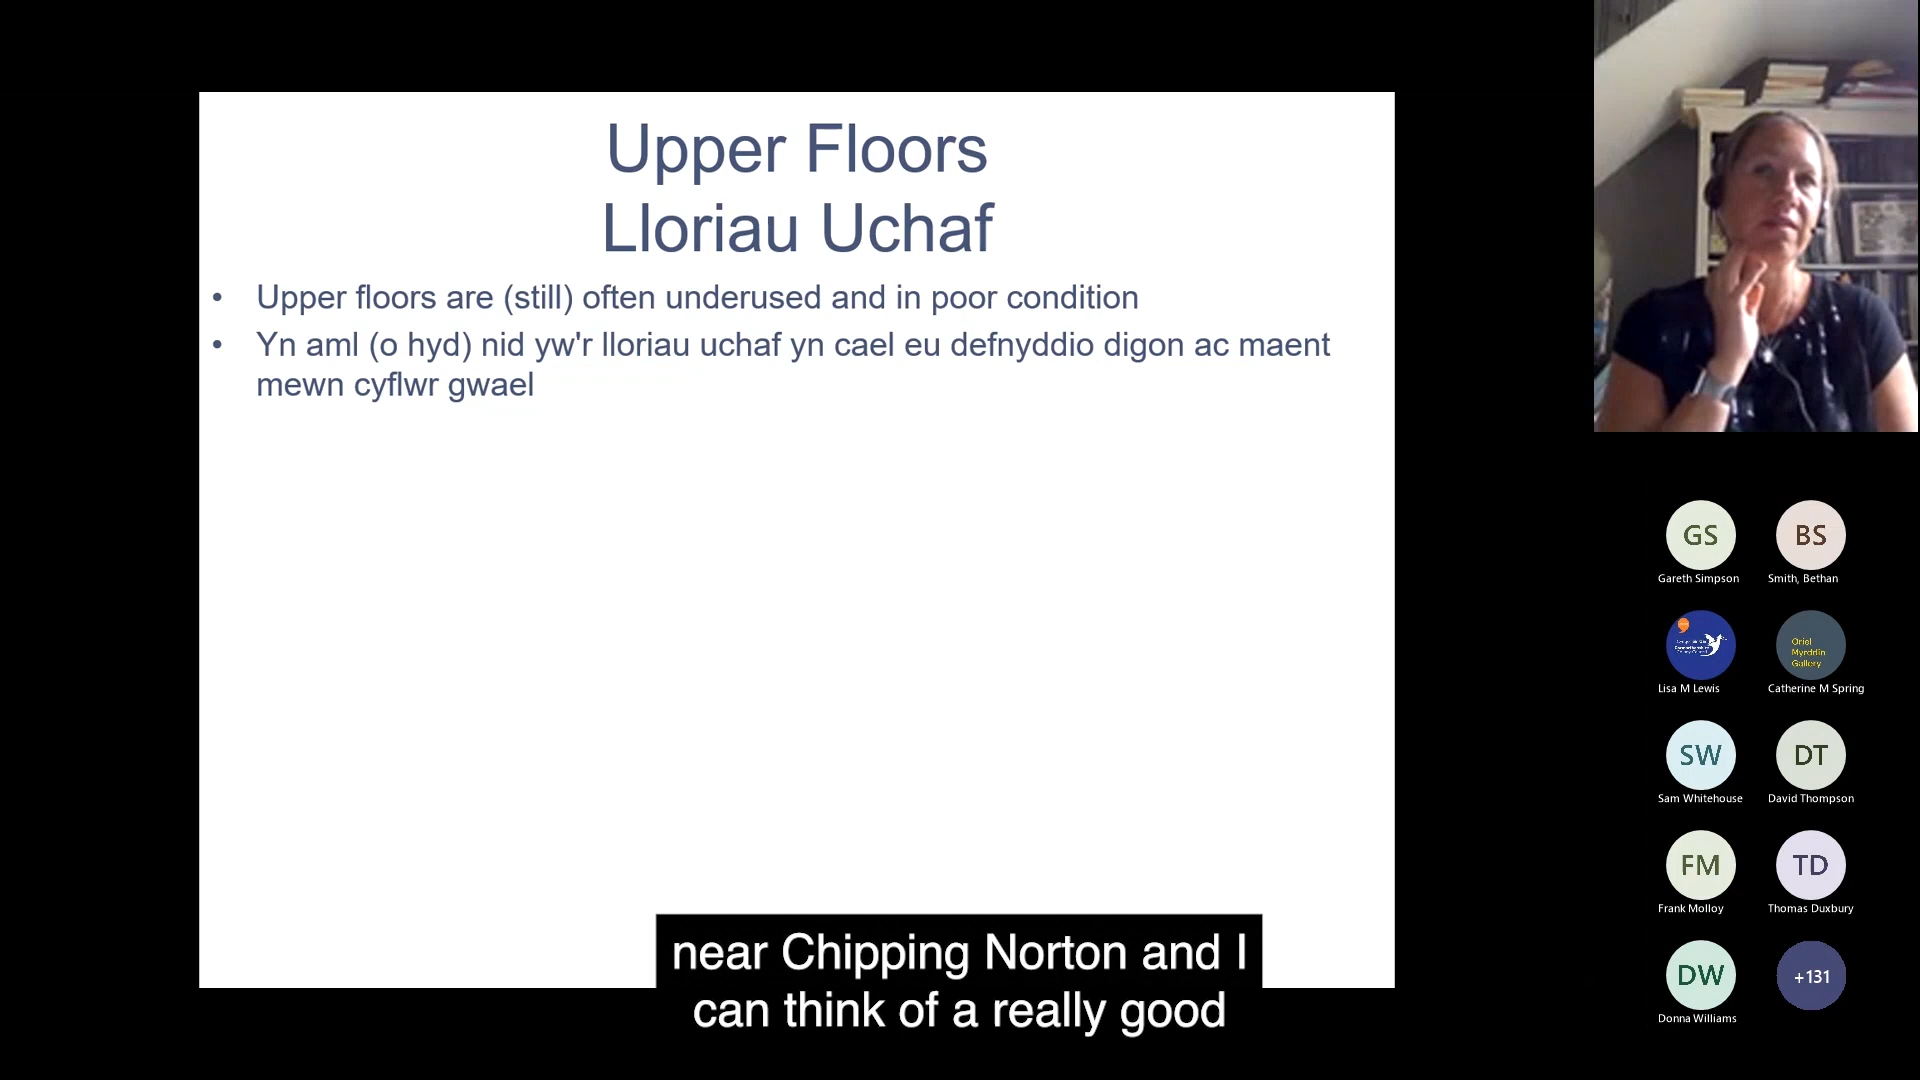 Upper Floors
Lloriau Uchaf
• Upper floors are (still) often underused and in poor condition
• Yn aml (o hyd) nid yw'r lloriau uchaf yn cael eu defnyddio digon ac maent
mewn cyflwr gwael
near Chipping Norton and I
can think of a really good
GS
Gareth Simpson
BS
Smith, Bethan
Lisa M Lewis
Oriel
Myrddin
Gallery
Catherine M Spring
SW
Sam Whitehouse
DT
David Thompson
FM
Frank Molloy
TD
Thomas Duxbury
DW
Donna Williams
+131